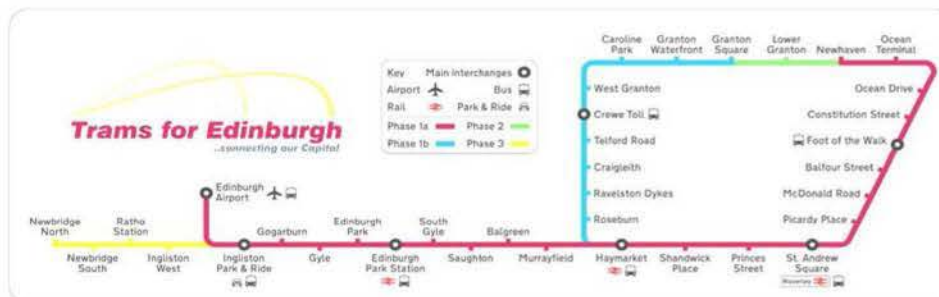 Trams for Edinburgh
...connecting our Capital
Key Main interchanges
Airport Bus
Rail Park & Ride
Phase 1a Phase 2
Phase 1b Phase 3
Caroline
Park
Granton
Waterfront
Granton
Square
Lower
Granton
Newhaven
Ocean
Terminal
West Granton
Crewe Toll
Telford Road
Craigleith
Ravelston Dykes
Roseburn
Ocean Drive
Constitution Street
Foot of the Walk
Balfour Street
McDonald Road
Picardy Place
Edinburgh
Airport
Newbridge
North
Ratho
Station
Gogarburn
Edinburgh
Park
South
Gyle
Balgreen
Newbridge
South
Ingliston
West
Ingliston
Park & Ride
Gyle
Edinburgh
Park Station
Saughton
Murrayfield
Haymarket
Shandwick
Place
Princes
Street
St. Andrew
Square
Waverley